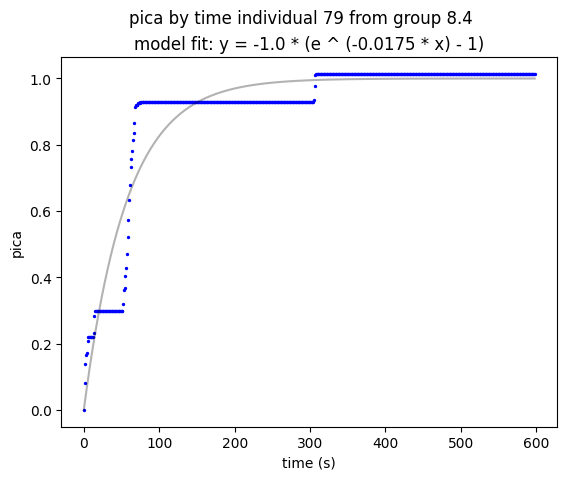 pica by time individual 79 from group 8.4
model fit: y = -1.0 * (e ^ (-0.0175 * x) - 1)
1.0
0.8
0.6
0.4
0.2
0.0
pica
0 100 200 300 400 500 600
time (s)